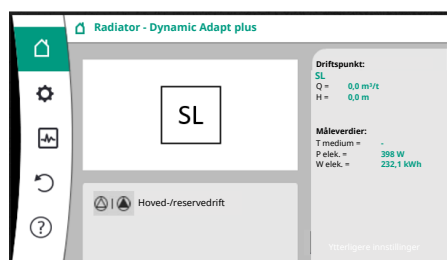 Radiator - Dynamic Adapt plus
SL
Hoved-/reservedrift
Driftspunkt:
SL
Q = 0,0 m³/t
H = 0,0 m
Måleverdier:
T medium = -
P elek. = 398 W
W elek. = 232,1 kWh
Ytterligere innstillinger